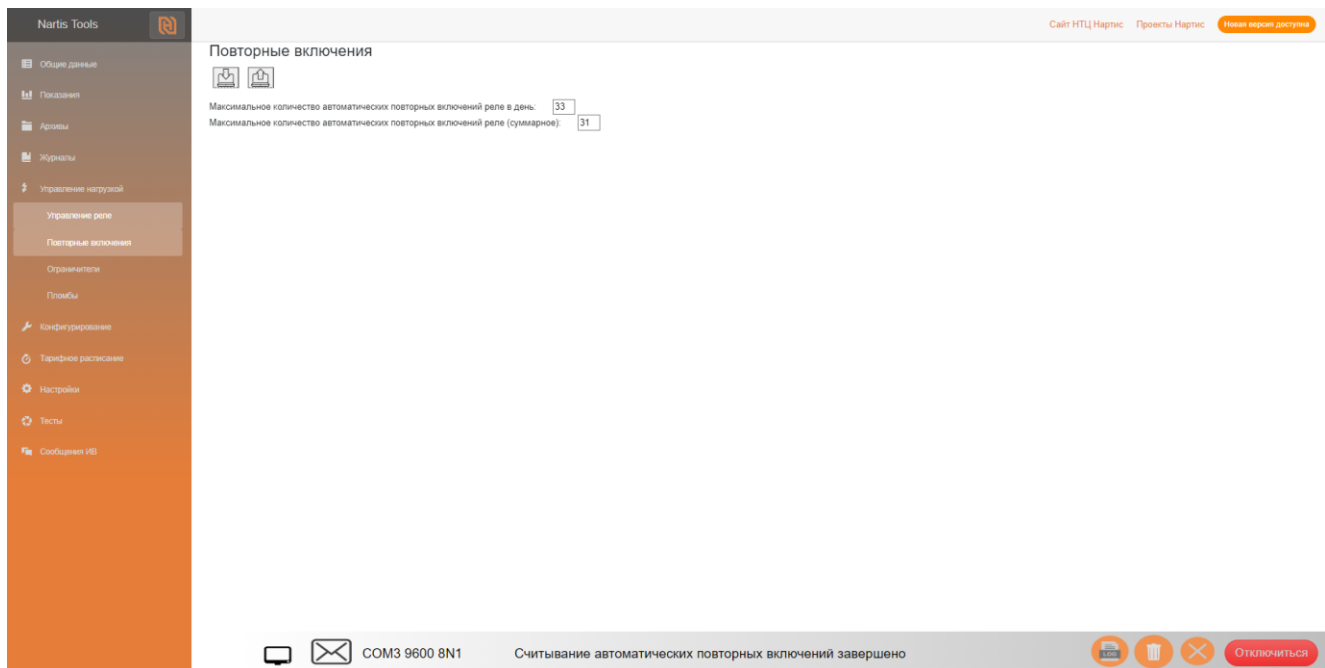 Nartis Tools
Сайт НТЦ Нартис Проекты Нартис Новая версия доступна
Общие данные
Показания
Архивы
Журналы
Управление нагрузкой
Управление реле
Повторные включения
Ограничители
Пломбы
Конфигурирование
Тарифное расписание
Настройки
Тесты
Сообщения ИВ
Повторные включения
Максимальное количество автоматических повторных включений реле в день: 33
Максимальное количество автоматических повторных включений реле (суммарное): 31
COM3 9600 8N1 Считывание автоматических повторных включений завершено LOG Отключиться